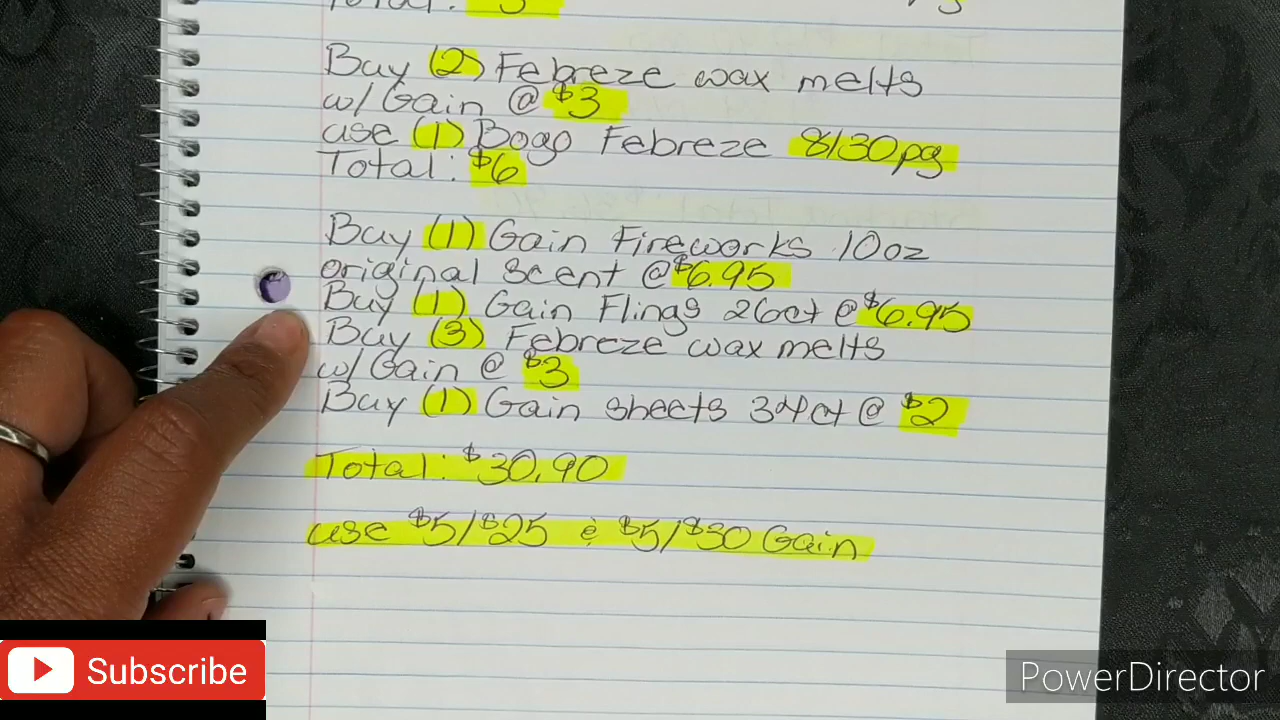 Total: $5
Buy (2) Febreze wax melts
w/ Gain @ $3
use (1) Bogo Febreze 8/30pg
Total: $6
Buy (1) Gain Fireworks 10oz
original scent @ $6.95
Buy (1) Gain Flings 26ct @ $6.95
Buy (3) Febreze wax melts
w/ Gain @ $3
Buy (1) Gain sheets 34ct @ $2
Total: $30.90
use $5/$25 & $5/$30 Gain
Subscribe
PowerDirector